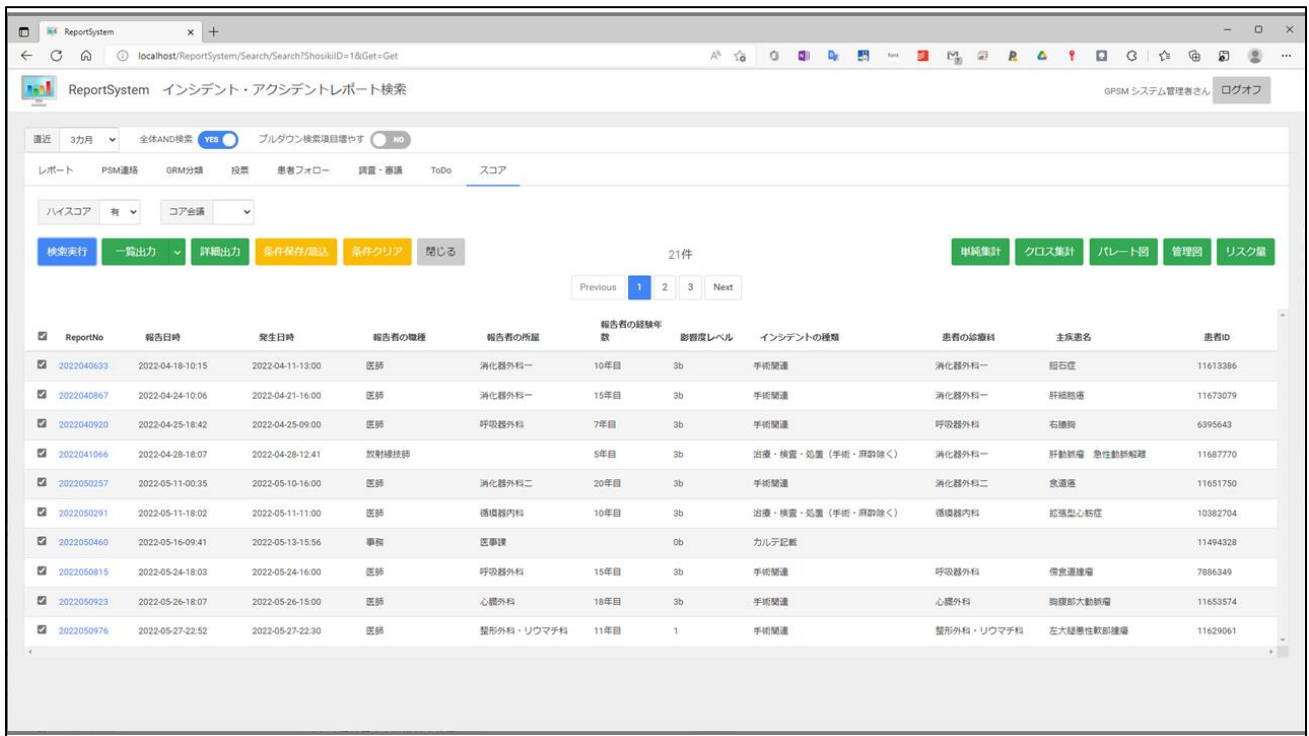 ReportSystem
localhost/ReportSystem/Search/Search?ShosikiID=1&Get=Get
ReportSystem インシデント・アクシデントレポート検索 GPSM システム管理者さん ログオフ
直近 3カ月 全体AND検索 YES プルダウン検索項目増やす NO
レポート PSM連絡 GRM分類 投票 患者フォロー 調査・審議 ToDo スコア
ハイスコア 有 コア会議
検索実行 一覧出力 詳細出力 条件保存/読込 条件クリア 閉じる 21件 単純集計 クロス集計 パレート図 管理図 リスク量
Previous 1 2 3 Next
ReportNo 報告日時 発生日時 報告者の職種 報告者の所属 報告者の経験年数 影響度レベル インシデントの種類 患者の診療科 主疾患名 患者ID
2022040633 2022-04-18-10:15 2022-04-11-13:00 医師 消化器外科一 10年目 3b 手術関連 消化器外科一 胆石症 11613386
2022040867 2022-04-24-10:06 2022-04-21-16:00 医師 消化器外科一 15年目 3b 手術関連 消化器外科一 肝細胞癌 11673079
2022040920 2022-04-25-18:42 2022-04-25-09:00 医師 呼吸器外科 7年目 3b 手術関連 呼吸器外科 右膿胸 6395643
2022041066 2022-04-28-18:07 2022-04-28-12:41 放射線技師 5年目 3b 治療・検査・処置（手術・麻酔除く） 消化器外科一 肝動脈瘤 急性動脈解離 11687770
2022050257 2022-05-11-00:35 2022-05-10-16:00 医師 消化器外科二 20年目 3b 手術関連 消化器外科二 食道癌 11651750
2022050291 2022-05-11-18:02 2022-05-11-11:00 医師 循環器内科 10年目 3b 治療・検査・処置（手術・麻酔除く） 循環器内科 拡張型心筋症 10382704
2022050460 2022-05-16-09:41 2022-05-13-15:56 事務 医事課 0b カルテ記載 11494328
2022050815 2022-05-24-18:03 2022-05-24-16:00 医師 呼吸器外科 15年目 3b 手術関連 呼吸器外科 傍食道腫瘤 7886349
2022050923 2022-05-26-18:07 2022-05-26-15:00 医師 心臓外科 18年目 3b 手術関連 心臓外科 胸腹部大動脈瘤 11653574
2022050976 2022-05-27-22:52 2022-05-27-22:30 医師 整形外科・リウマチ科 11年目 1 手術関連 整形外科・リウマチ科 左大腿悪性軟部腫瘍 11629061